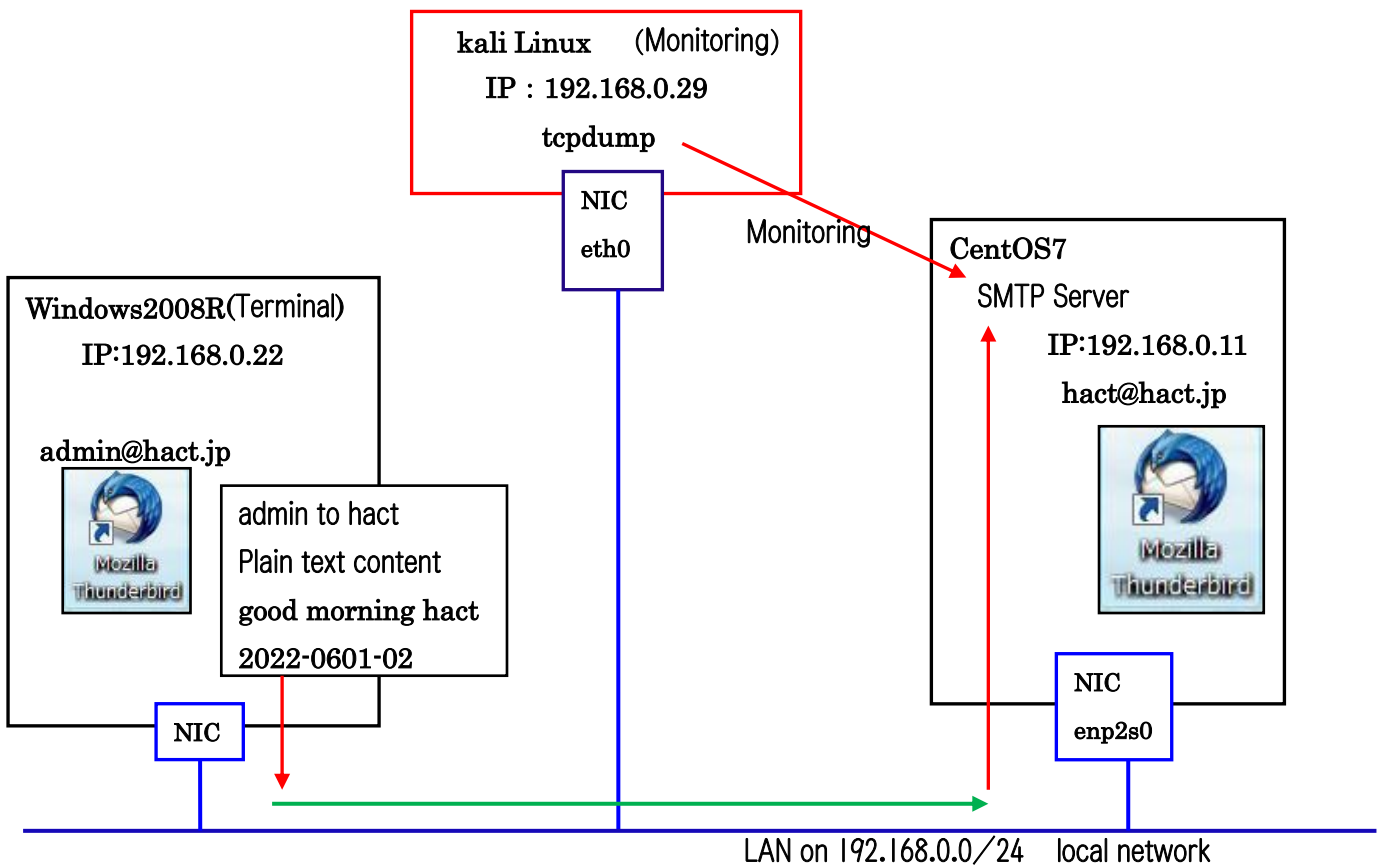 kali Linux (Monitoring)
IP : 192.168.0.29
tcpdump
NIC
eth0
Monitoring
CentOS7
SMTP Server
IP:192.168.0.11
hact@hact.jp
Mozilla
Thunderbird
NIC
enp2s0
Windows2008R(Terminal)
IP:192.168.0.22
admin@hact.jp
Mozilla
Thunderbird
admin to hact
Plain text content
good morning hact
2022-0601-02
NIC
LAN on 192.168.0.0/24 local network